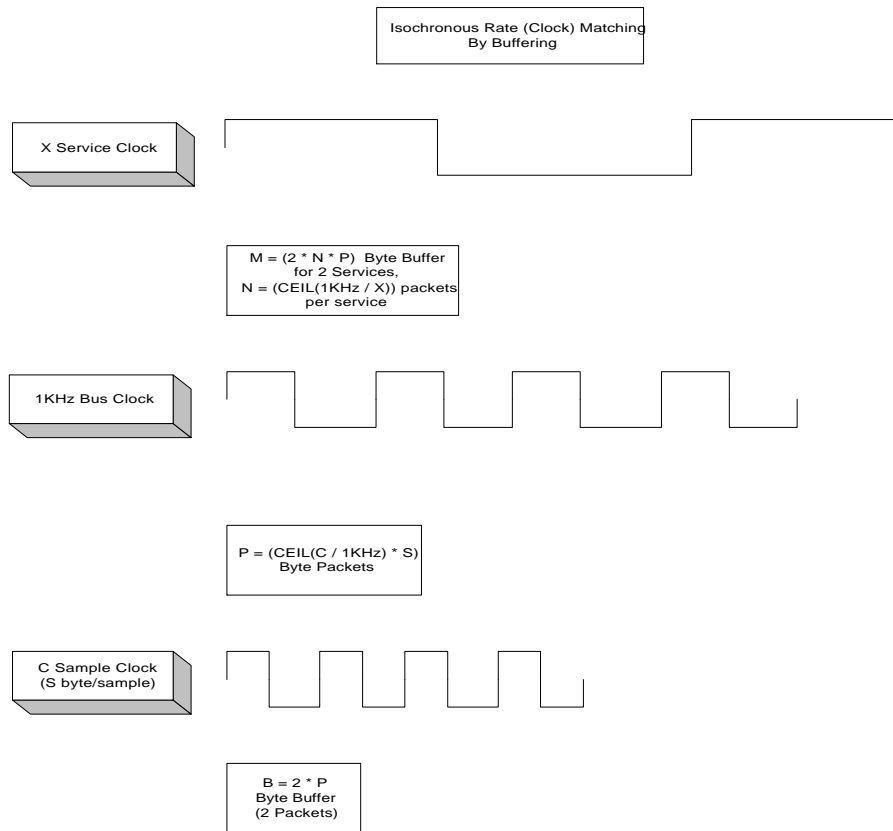 Isochronous Rate (Clock) Matching
By Buffering
X Service Clock
M = (2 * N * P) Byte Buffer
for 2 Services,
N = (CEIL(1KHz / X)) packets
per service
1KHz Bus Clock
P = (CEIL(C / 1KHz) * S)
Byte Packets
C Sample Clock
(S byte/sample)
B = 2 * P
Byte Buffer
(2 Packets)